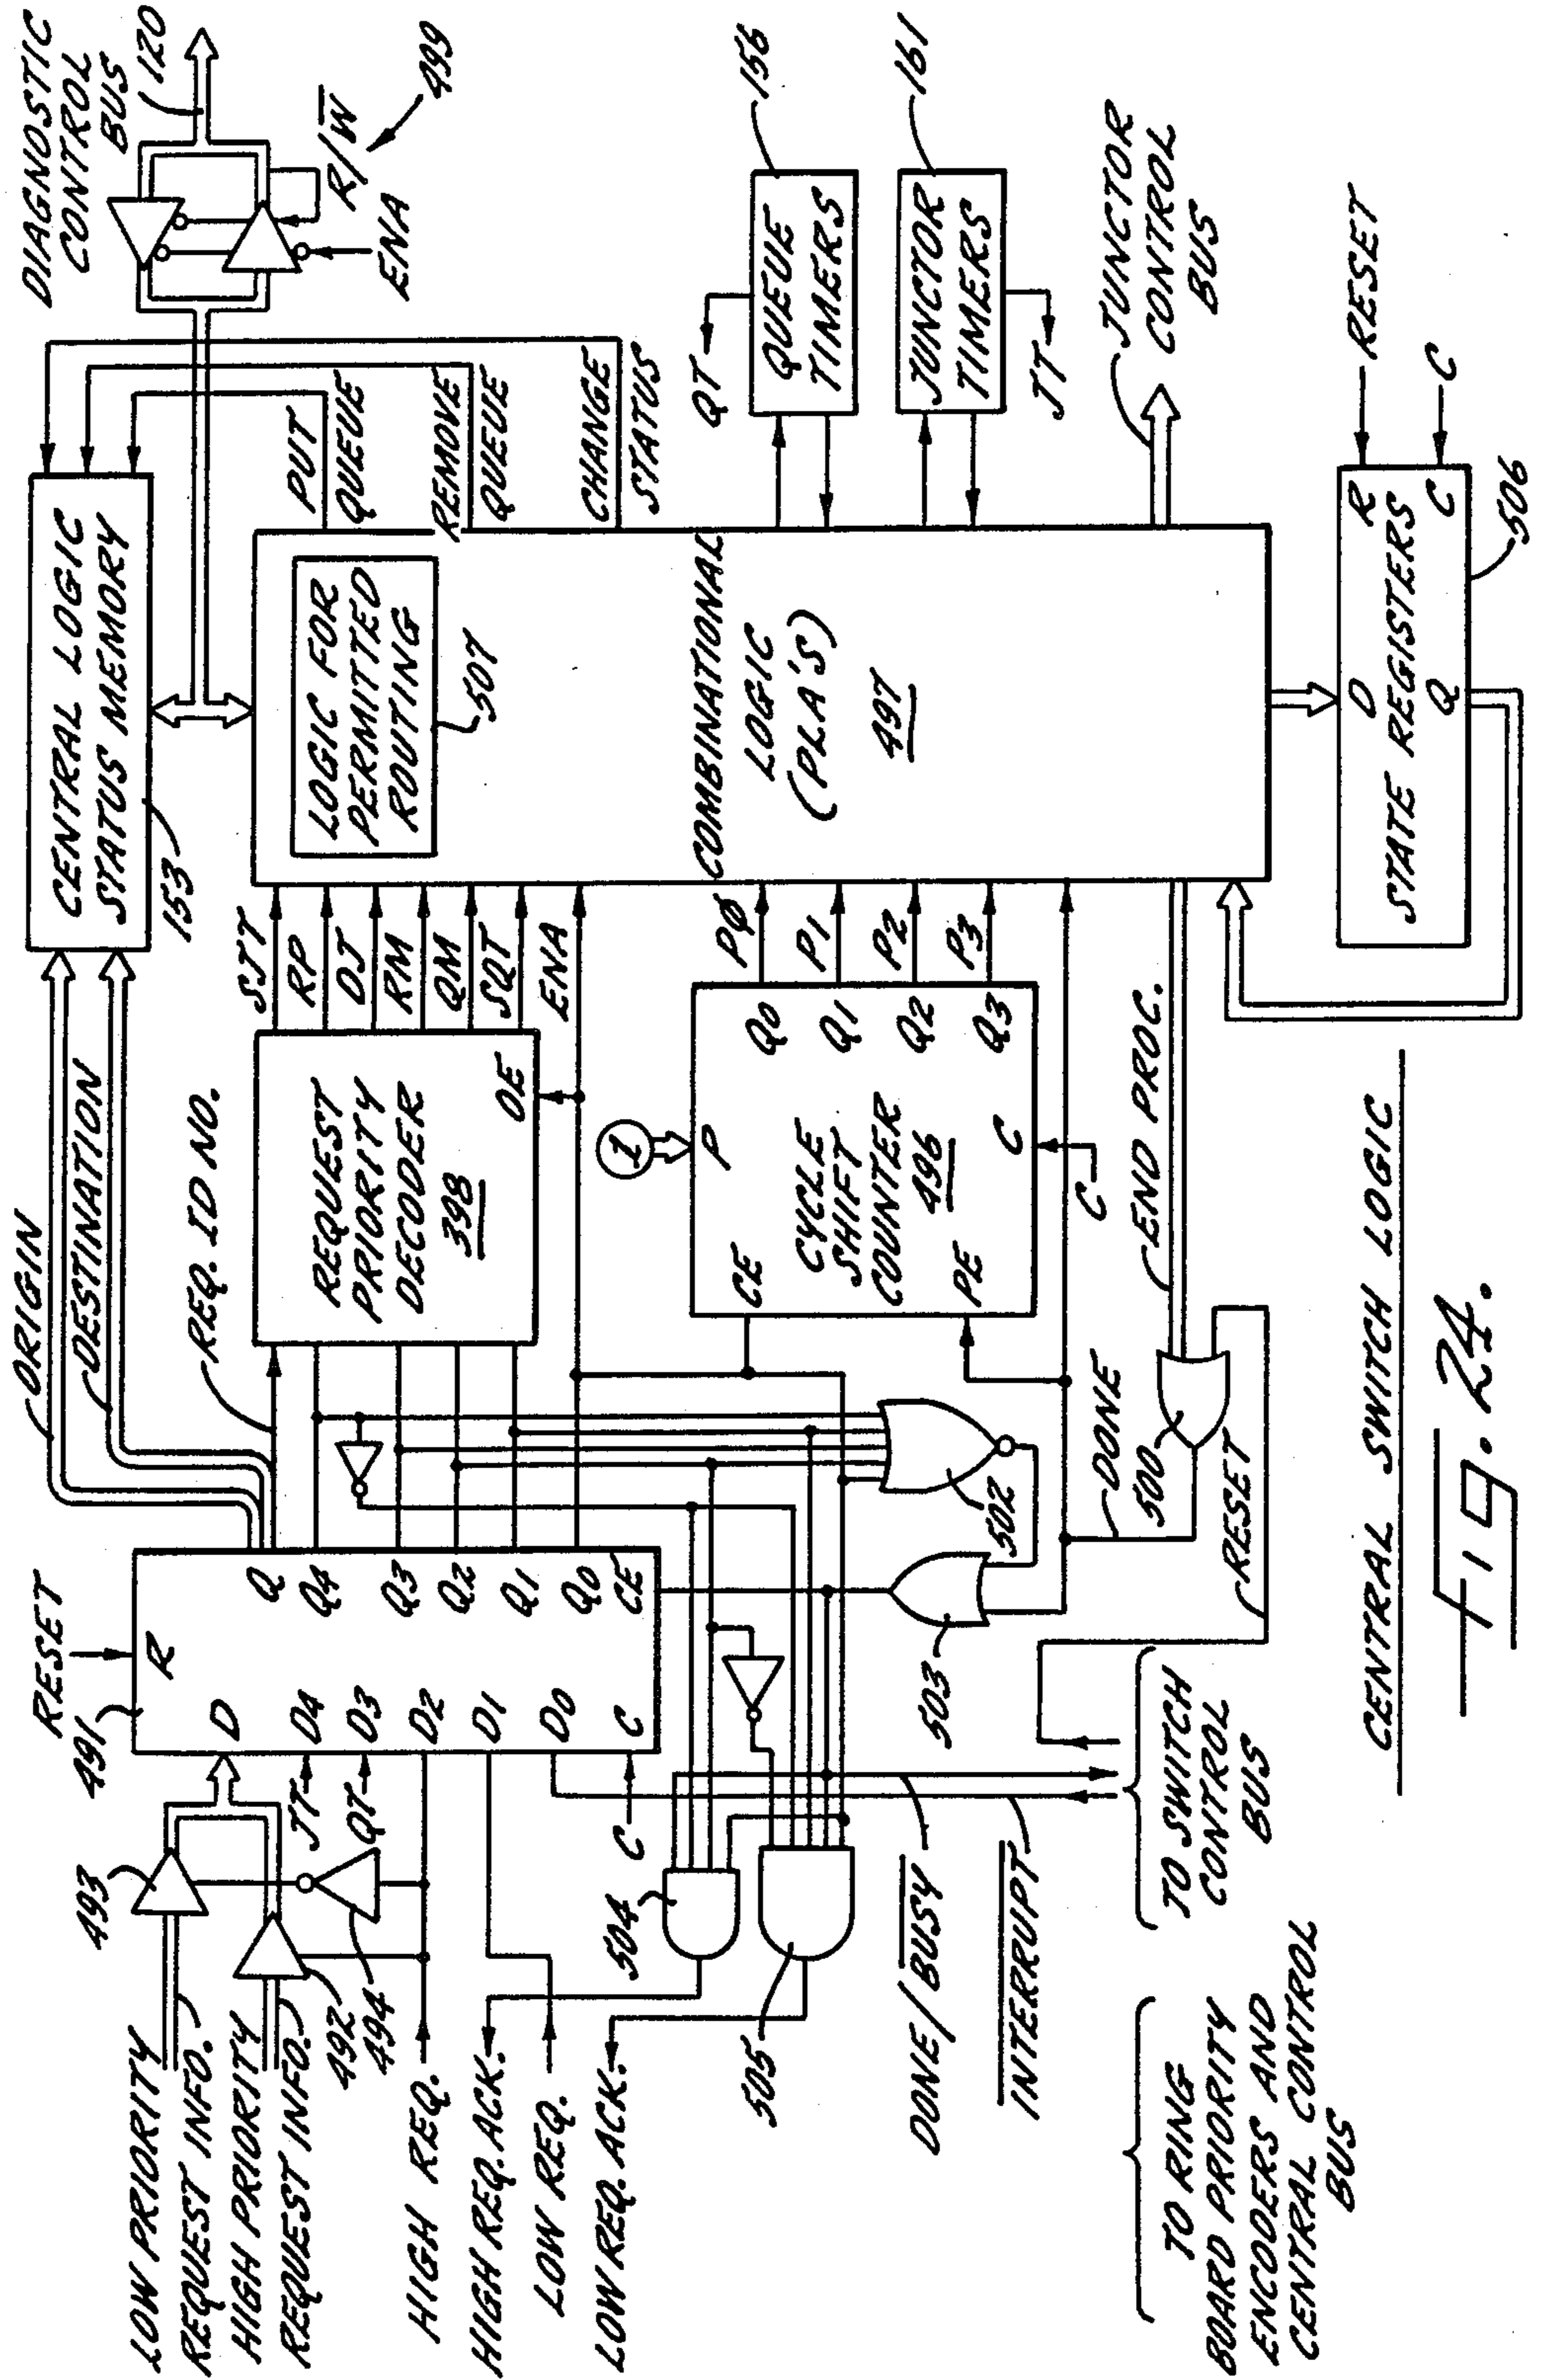 DIAGNOSTIC
CONTROL
BUS
120
R/W
499
ENA
CENTRAL LOGIC
STATUS MEMORY
153
PUT
QUEUE
REMOVE
QUEUE
CHANGE
STATUS
QT
QUEUE
TIMERS
156
JUNCTOR
TIMERS
161
JT
JUNCTOR
CONTROL
BUS
LOGIC FOR
PERMITTED
ROUTING
507
COMBINATIONAL
LOGIC
(PLA'S)
497
RESET
C
D
R
STATE REGISTERS
Q
C
506
ORIGIN
DESTINATION
REQ. ID NO.
SJT
RP
DJ
RM
QM
SQT
ENA
REQUEST
PRIORITY
DECODER
398
OE
1
P
CE
CYCLE
SHIFT
COUNTER
496
PE
C
C
Q0
Q1
Q2
Q3
PØ
P1
P2
P3
END PROC.
DONE
500
RESET
502
503
RESET
491
R
D
D4
D3
D2
D1
D0
C
Q
Q4
Q3
Q2
Q1
Q0
CE
JT
QT
C
493
492
494
504
505
LOW PRIORITY
REQUEST INFO.
HIGH PRIORITY
REQUEST INFO.
HIGH REQ.
HIGH REQ. ACK.
LOW REQ.
LOW REQ. ACK.
DONE/BUSY
INTERRUPT
TO SWITCH
CONTROL
BUS
TO RING
BOARD PRIORITY
ENCODERS AND
CENTRAL CONTROL
BUS
CENTRAL SWITCH LOGIC
FIG. 24.